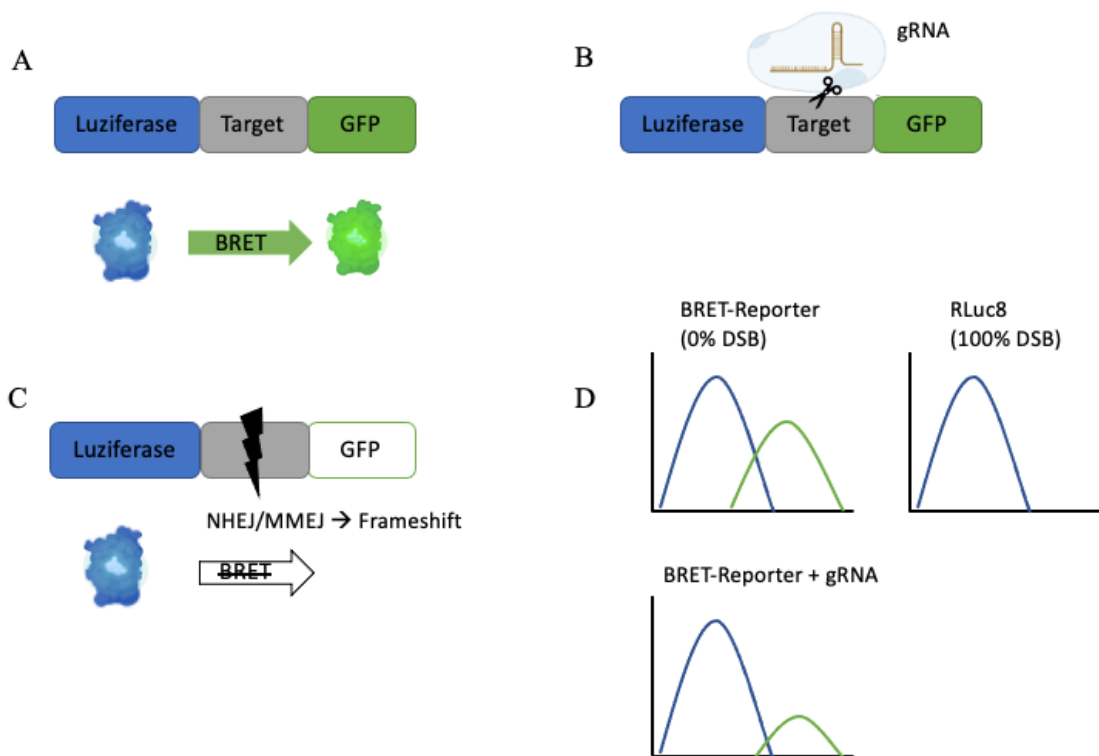 A
Luziferase Target GFP
BRET
B
gRNA
Luziferase Target GFP
C
Luziferase GFP
NHEJ/MMEJ → Frameshift
BRET
D
BRET-Reporter
(0% DSB)
RLuc8
(100% DSB)
BRET-Reporter + gRNA